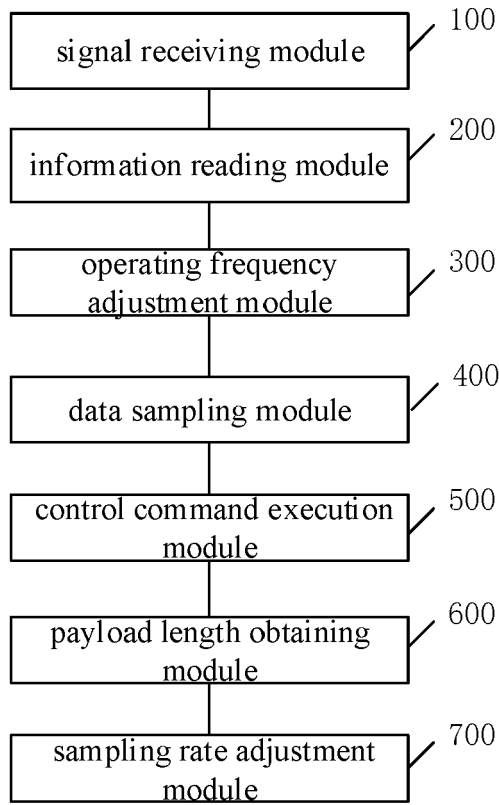 100
signal receiving module
200
information reading module
300
operating frequency
adjustment module
400
data sampling module
500
control command execution
module
600
payload length obtaining
module
700
sampling rate adjustment
module